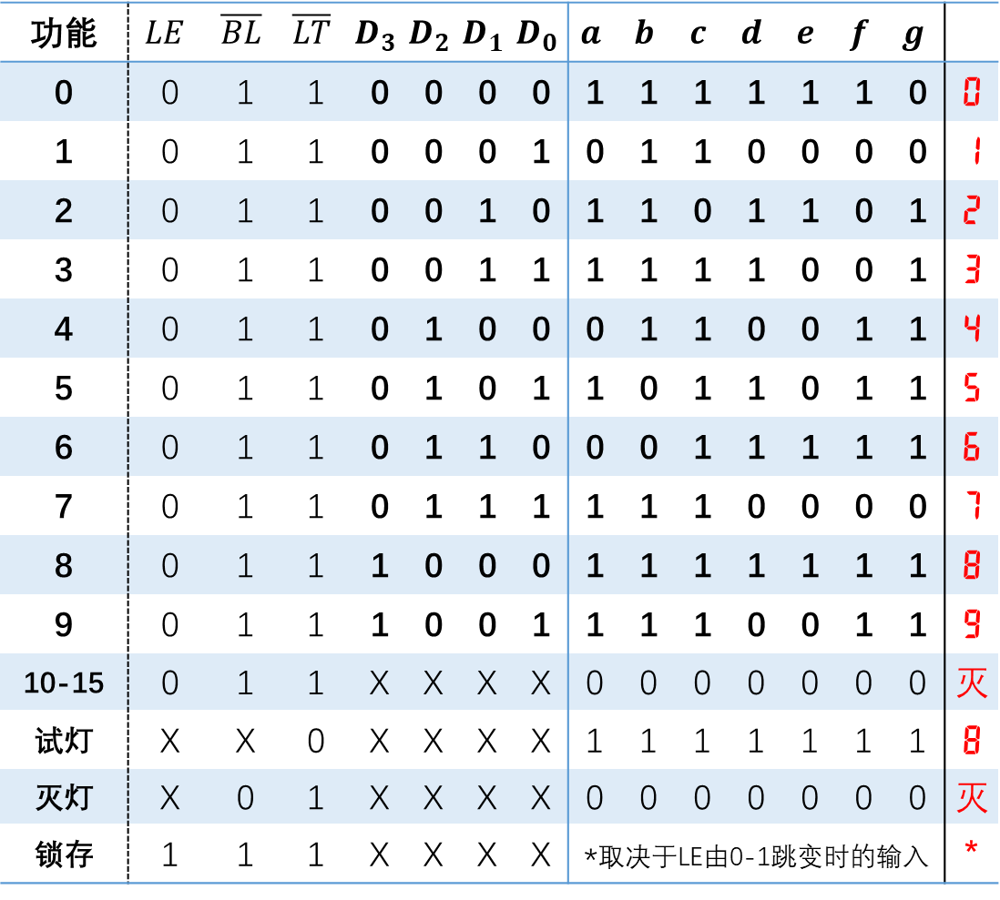 功能 LE B̅L̅ L̅T̅ D₃ D₂ D₁ D₀ a b c d e f g
0 0 1 1 0 0 0 0 1 1 1 1 1 1 0 0
1 0 1 1 0 0 0 1 0 1 1 0 0 0 0 1
2 0 1 1 0 0 1 0 1 1 0 1 1 0 1 2
3 0 1 1 0 0 1 1 1 1 1 1 0 0 1 3
4 0 1 1 0 1 0 0 0 1 1 0 0 1 1 4
5 0 1 1 0 1 0 1 1 0 1 1 0 1 1 5
6 0 1 1 0 1 1 0 0 0 1 1 1 1 1 6
7 0 1 1 0 1 1 1 1 1 1 0 0 0 0 7
8 0 1 1 1 0 0 0 1 1 1 1 1 1 1 8
9 0 1 1 1 0 0 1 1 1 1 0 0 1 1 9
10-15 0 1 1 X X X X 0 0 0 0 0 0 0 灭
试灯 X X 0 X X X X 1 1 1 1 1 1 1 8
灭灯 X 0 1 X X X X 0 0 0 0 0 0 0 灭
锁存 1 1 1 X X X X *取决于LE由0-1跳变时的输入 *